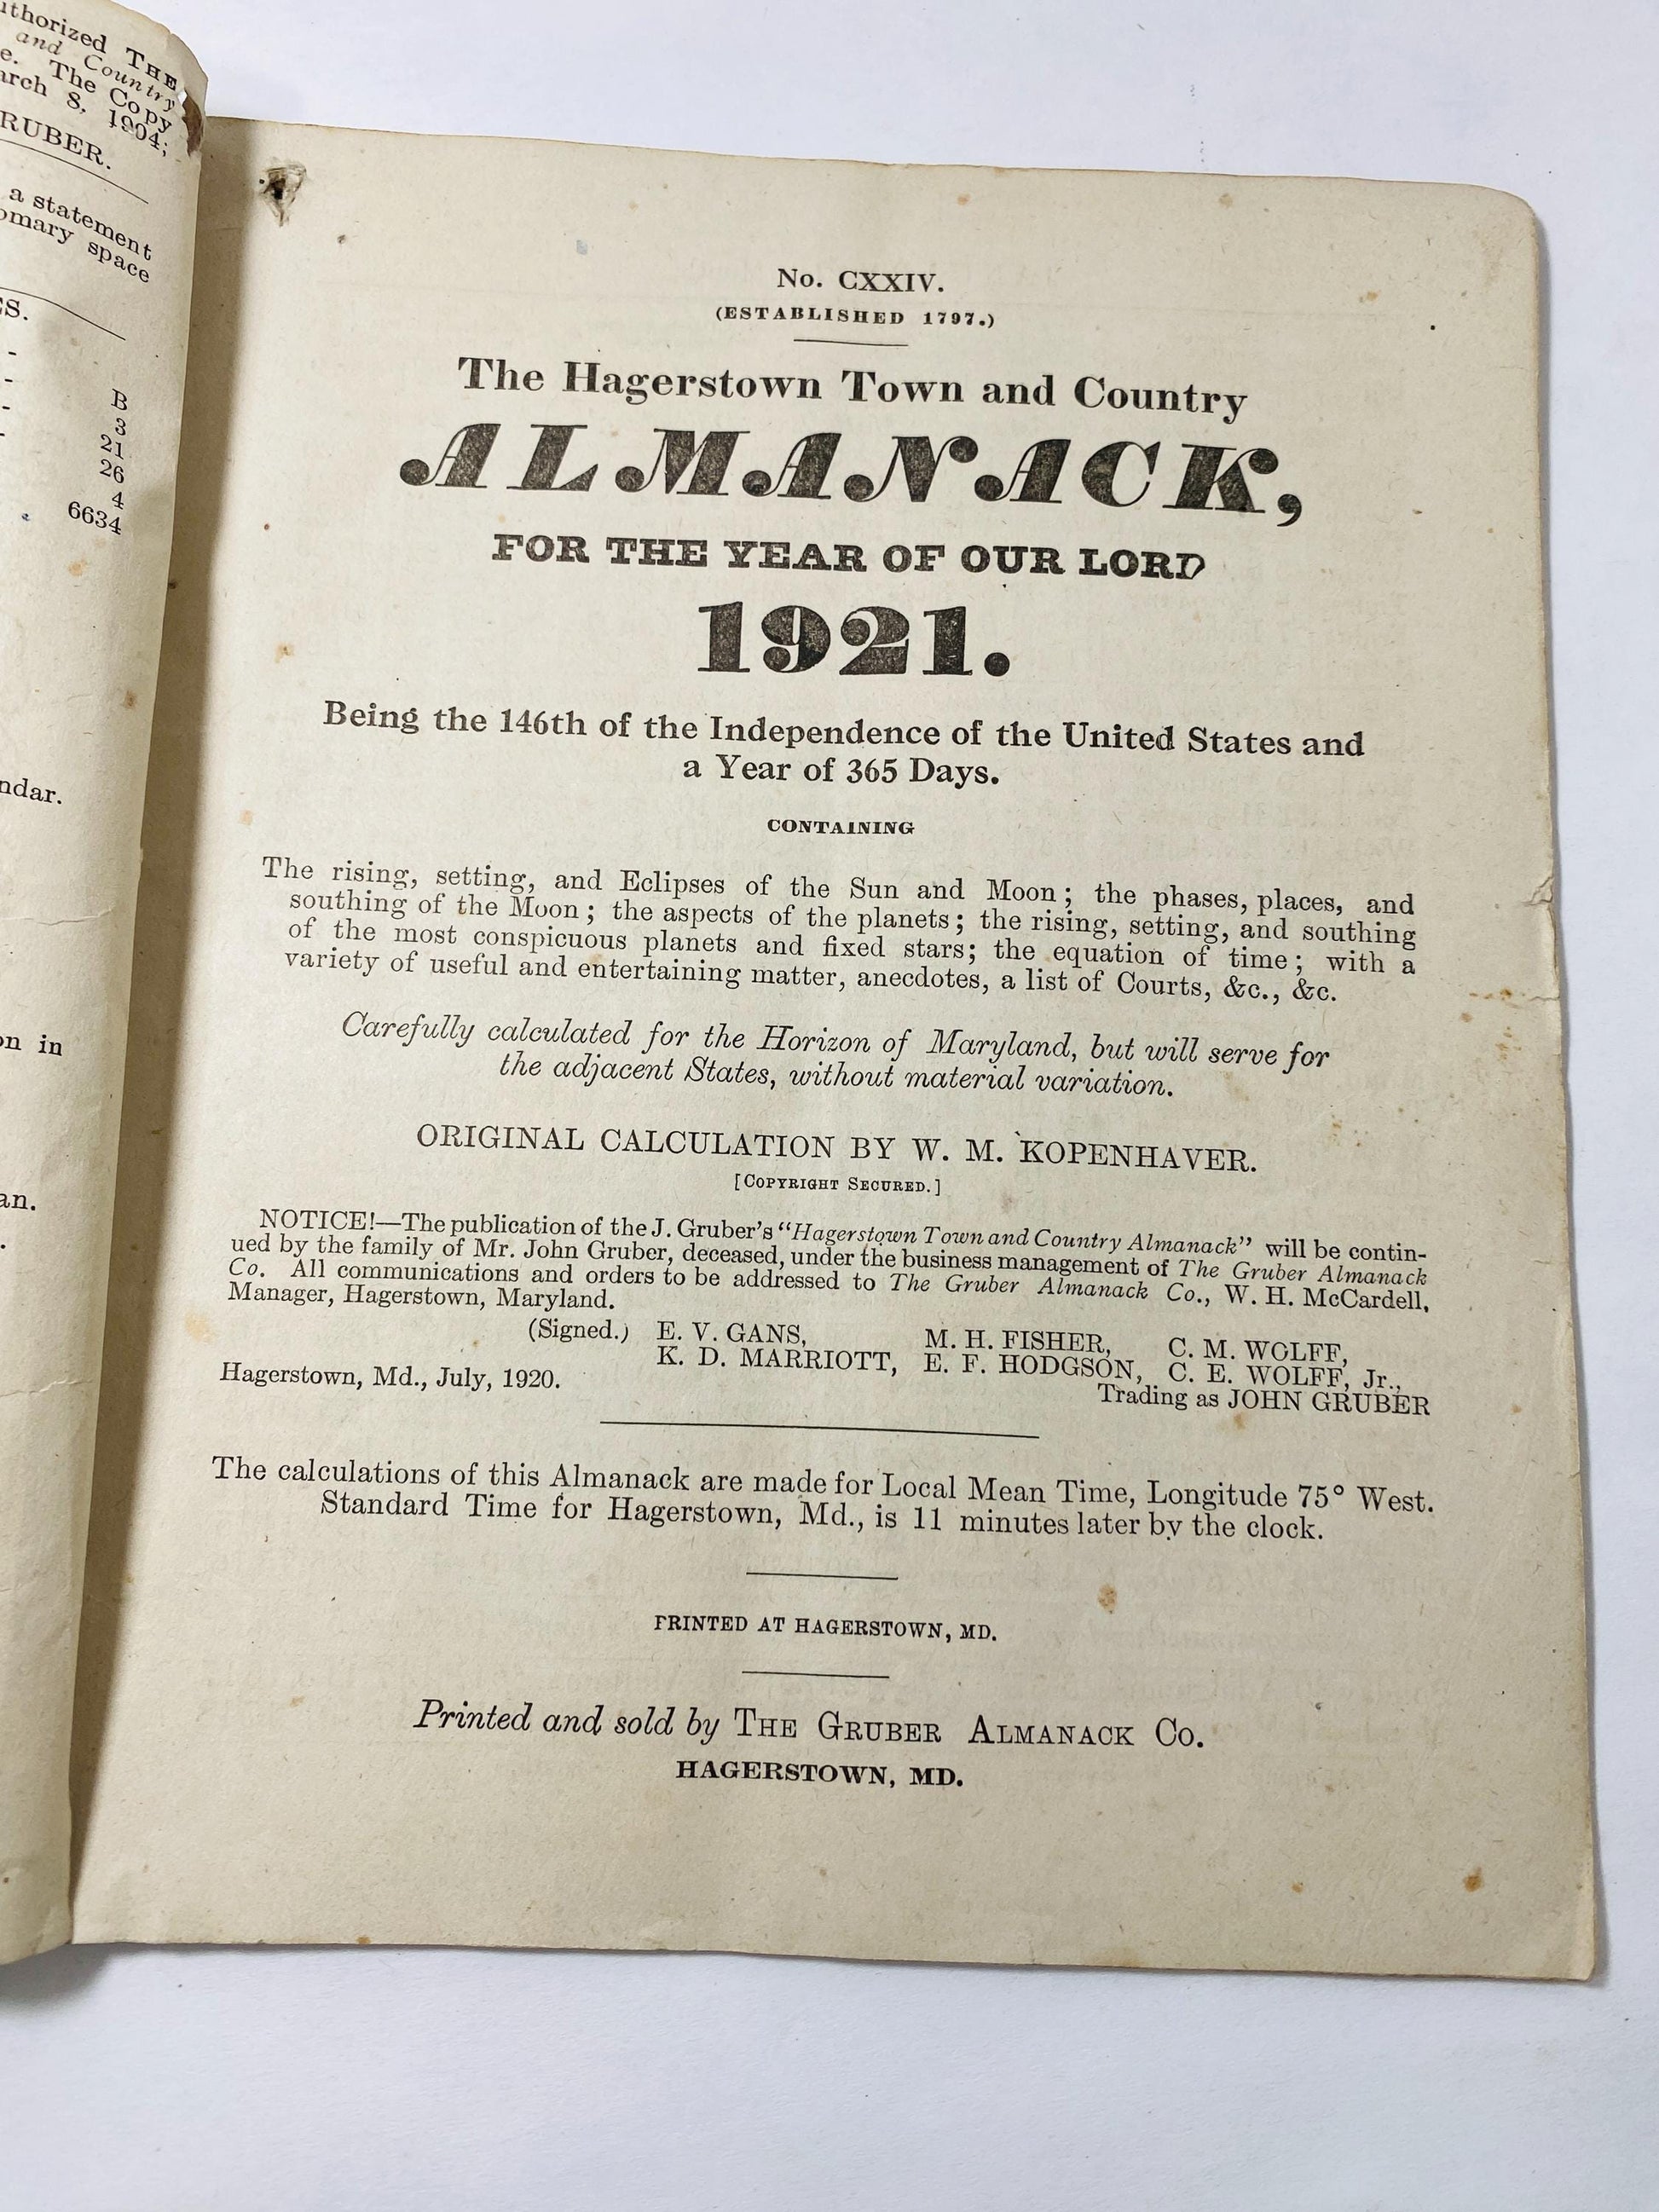 uthorized THE
and Country
e. The Copy
arch 8, 1904;
RUBER.
a statement
omary space
ES.
B
3
21
26
4
6634
ndar.
on in
an.
No. CXXIV.
(ESTABLISHED 1797.)
The Hagerstown Town and Country
ALMANACK,
FOR THE YEAR OF OUR LORD
1921.
Being the 146th of the Independence of the United States and
a Year of 365 Days.
CONTAINING
The rising, setting, and Eclipses of the Sun and Moon; the phases, places, and
southing of the Moon; the aspects of the planets; the rising, setting, and southing
of the most conspicuous planets and fixed stars; the equation of time; with a
variety of useful and entertaining matter, anecdotes, a list of Courts, &c., &c.
Carefully calculated for the Horizon of Maryland, but will serve for
the adjacent States, without material variation.
ORIGINAL CALCULATION BY W. M. KOPENHAVER.
[COPYRIGHT SECURED.]
NOTICE!—The publication of the J. Gruber's "Hagerstown Town and Country Almanack" will be contin-
ued by the family of Mr. John Gruber, deceased, under the business management of The Gruber Almanack
Co. All communications and orders to be addressed to The Gruber Almanack Co., W. H. McCardell,
Manager, Hagerstown, Maryland.
(Signed.) E. V. GANS, M. H. FISHER, C. M. WOLFF,
K. D. MARRIOTT, E. F. HODGSON, C. E. WOLFF, Jr.,
Hagerstown, Md., July, 1920.
Trading as JOHN GRUBER
The calculations of this Almanack are made for Local Mean Time, Longitude 75° West.
Standard Time for Hagerstown, Md., is 11 minutes later by the clock.
PRINTED AT HAGERSTOWN, MD.
Printed and sold by THE GRUBER ALMANACK CO.
HAGERSTOWN, MD.